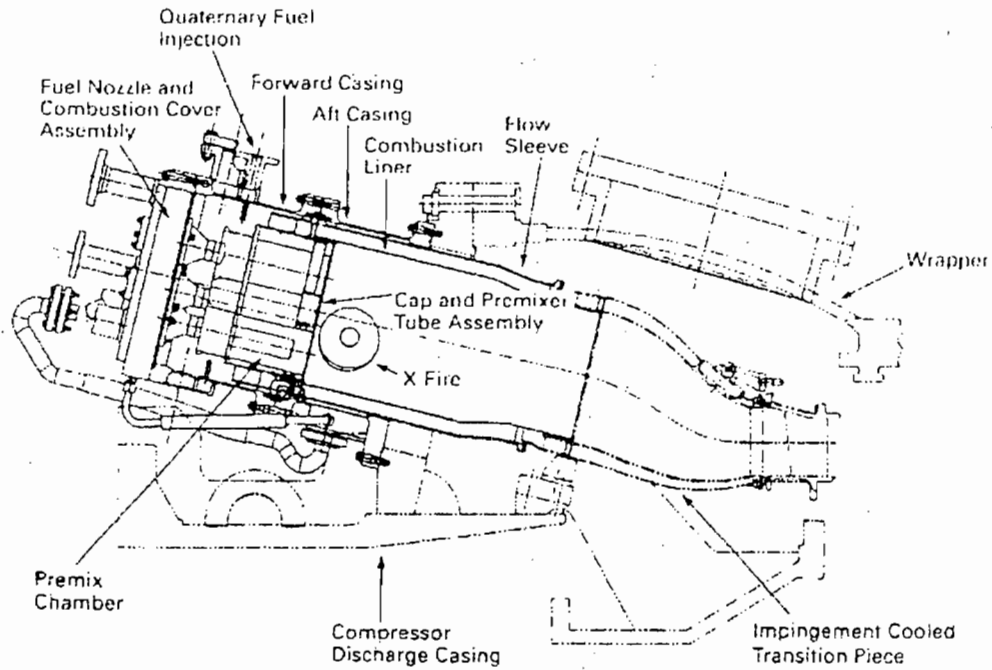 Quaternary Fuel
Injection
Fuel Nozzle and
Combustion Cover
Assembly
Forward Casing
Aft Casing
Combustion
Liner
Flow
Sleeve
Wrapper
Cap and Premixer
Tube Assembly
X Fire
Premix
Chamber
Compressor
Discharge Casing
Impingement Cooled
Transition Piece